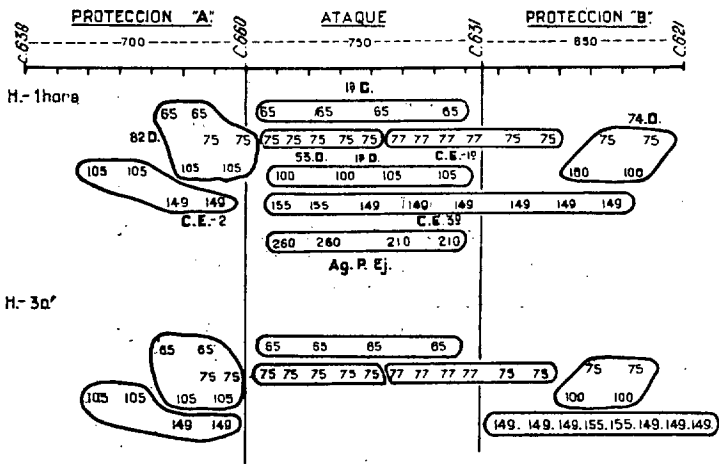 PROTECCION "A". ATAQUE PROTECCION "B".
C.638 700 C.660 750 C.631 850 C.621
H.- 1 hora
19 D.
65 65 65 65 65 65
82 D. 74. D.
75 75 75 75 75 75 75 77 77 77 77 75 75 75 75
55. D. 19 D. C.E.-19
105 105 105 105 100 100 105 105 100 100
149 149 155 155 149 149 149 149 149 149
C.E.-2 C.E. 39
260 260 210 210
Ag. P. Ej.
H.- 30'
65 65 65 65 65 65
75 75 75 75 75 75 75 77 77 77 77 75 75 75 75
105 105 105 105 100 100
149 149 149. 149. 149. 155. 155. 149. 149. 149.